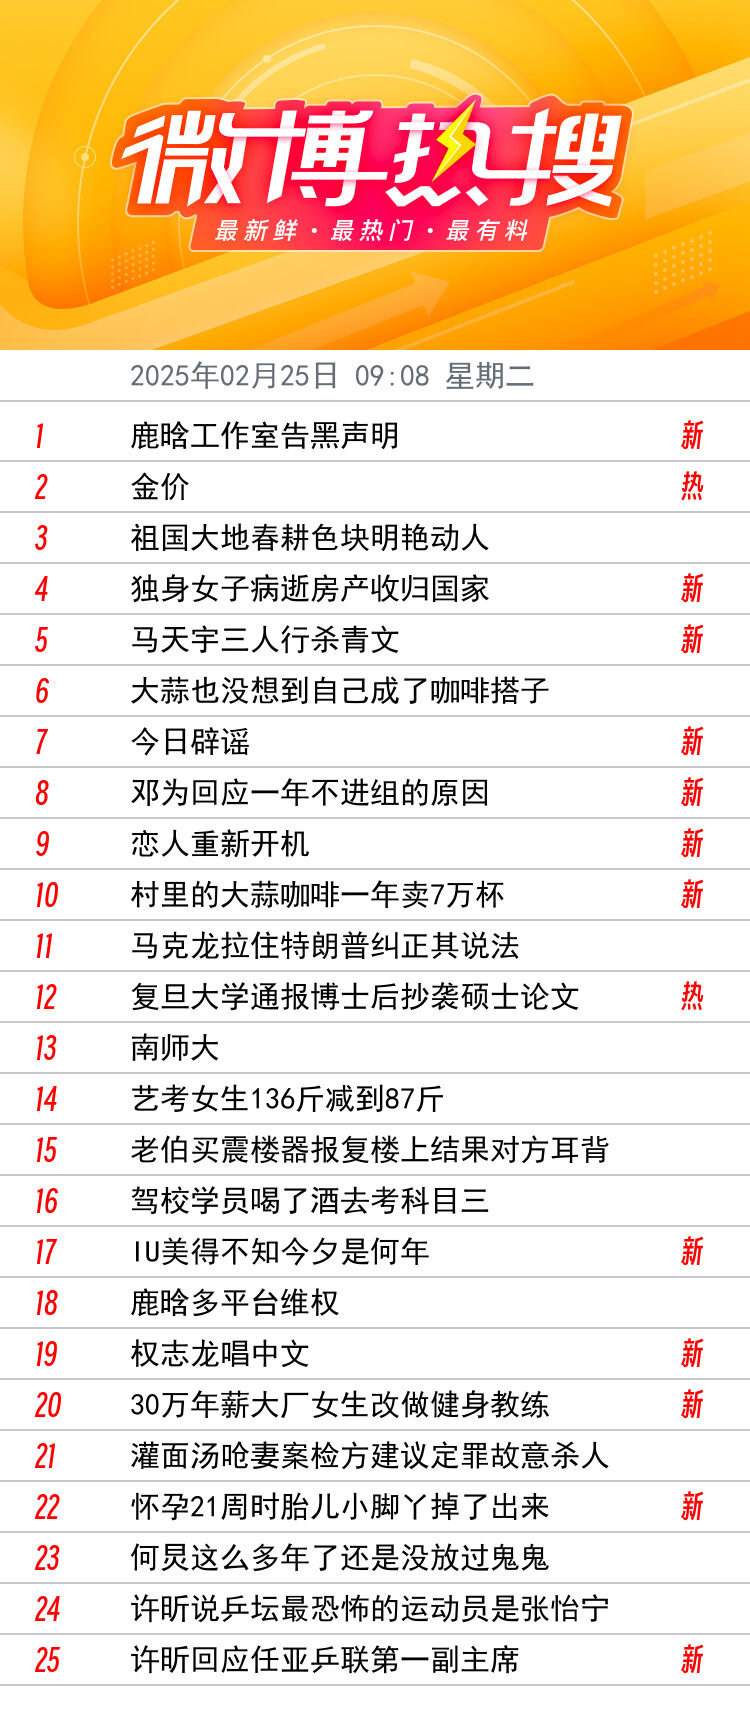 微博热搜
最新鲜·最热门·最有料
2025年02月25日 09:08 星期二
1 鹿晗工作室告黑声明 新
2 金价 热
3 祖国大地春耕色块明艳动人
4 独身女子病逝房产收归国家 新
5 马天宇三人行杀青文 新
6 大蒜也没想到自己成了咖啡搭子
7 今日辟谣 新
8 邓为回应一年不进组的原因 新
9 恋人重新开机 新
10 村里的大蒜咖啡一年卖7万杯 新
11 马克龙拉住特朗普纠正其说法
12 复旦大学通报博士后抄袭硕士论文 热
13 南师大
14 艺考女生136斤减到87斤
15 老伯买震楼器报复楼上结果对方耳背
16 驾校学员喝了酒去考科目三
17 IU美得不知今夕是何年 新
18 鹿晗多平台维权
19 权志龙唱中文 新
20 30万年薪大厂女生改做健身教练 新
21 灌面汤呛妻案检方建议定罪故意杀人
22 怀孕21周时胎儿小脚丫掉了出来 新
23 何炅这么多年了还是没放过鬼鬼
24 许昕说乒坛最恐怖的运动员是张怡宁
25 许昕回应任亚乒联第一副主席 新